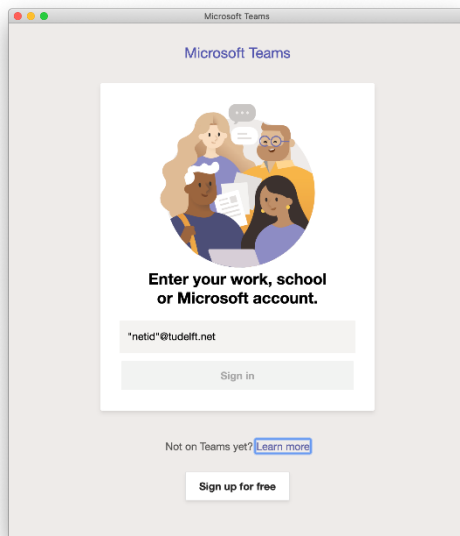 Microsoft Teams
Microsoft Teams
Enter your work, school
or Microsoft account.
"netid"@tudelft.net
Sign in
Not on Teams yet? Learn more
Sign up for free